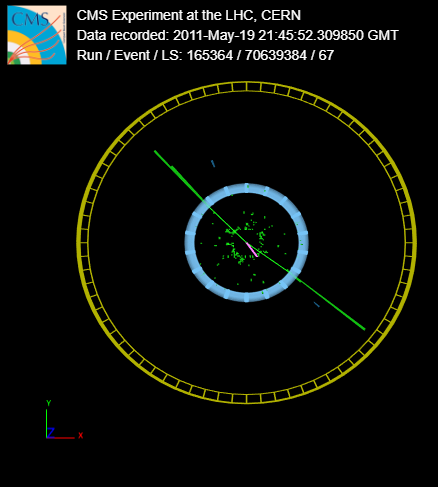 CMS
CMS Experiment at the LHC, CERN
Data recorded: 2011-May-19 21:45:52.309850 GMT
Run / Event / LS: 165364 / 70639384 / 67
Y
Z
X